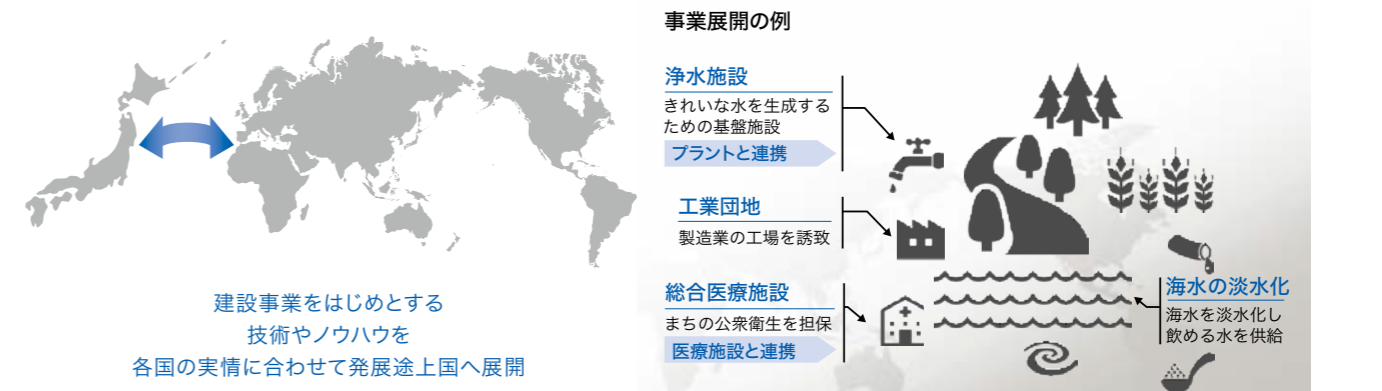 建設事業をはじめとする
技術やノウハウを
各国の実情に合わせて発展途上国へ展開
事業展開の例
浄水施設
きれいな水を生成する
ための基盤施設
プラントと連携
工業団地
製造業の工場を誘致
総合医療施設
まちの公衆衛生を担保
医療施設と連携
海水の淡水化
海水を淡水化し
飲める水を供給